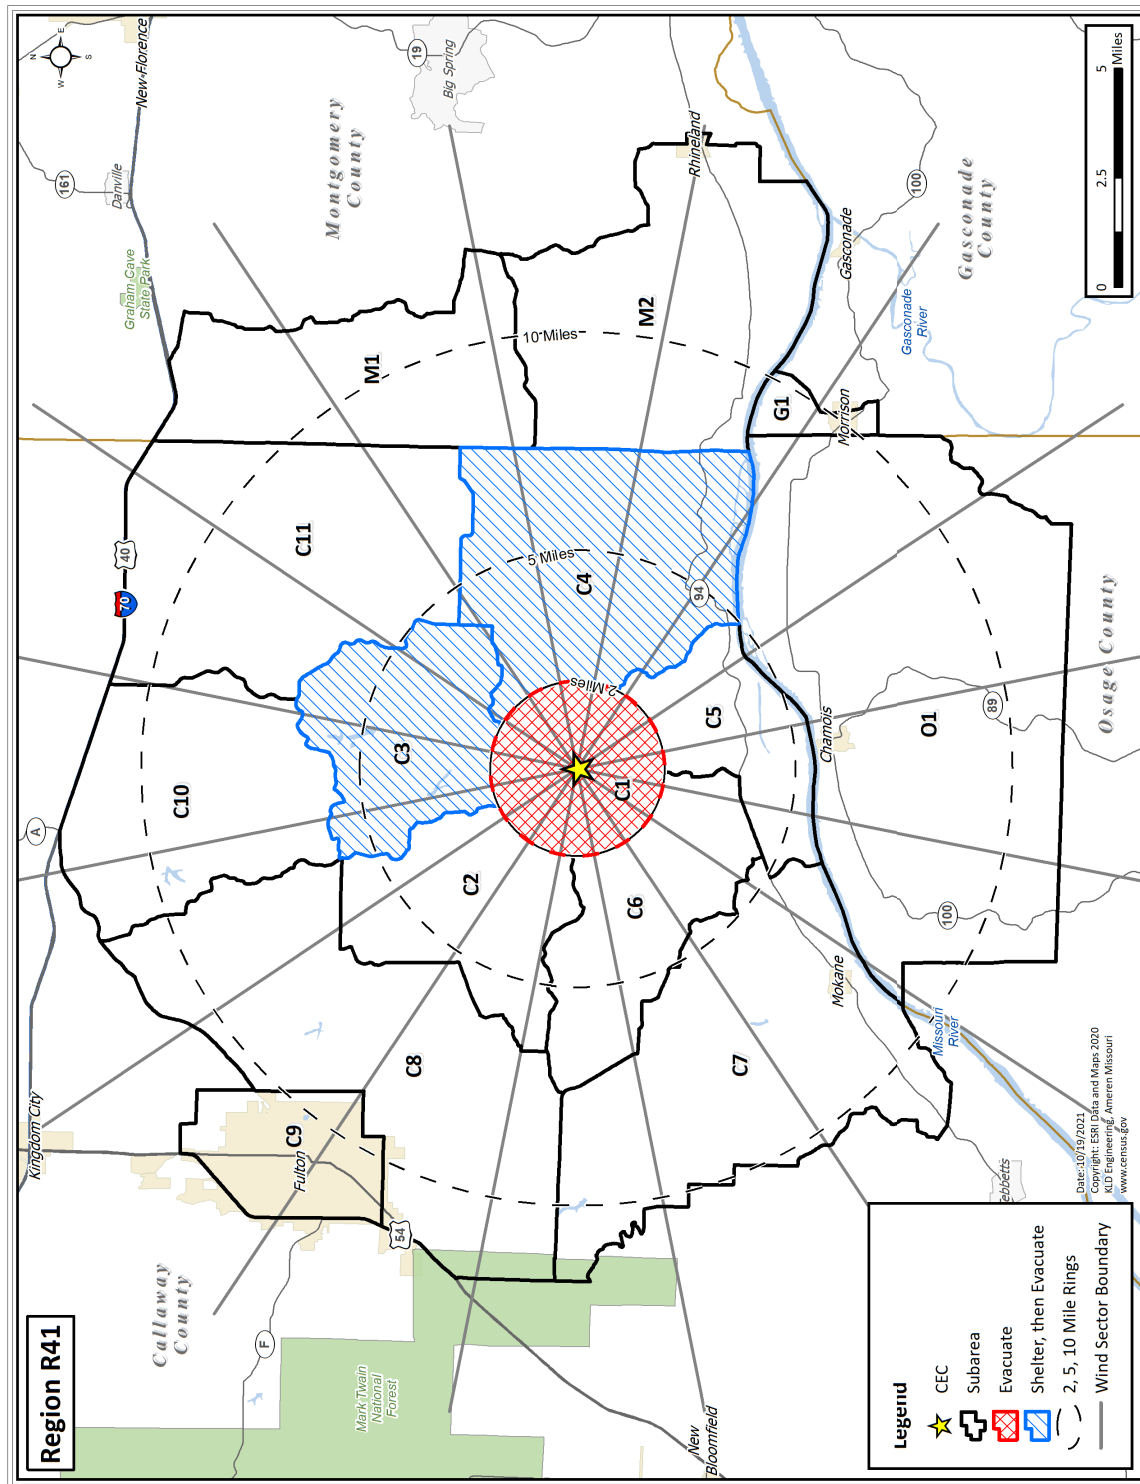 Region R41
Callaway
County
Montgomery
County
Gasconade
County
Osage County
Kingdom City
New Florence
Danville
Graham Cave
State Park
Big Spring
Rhineland
Gasconade
Gasconade
River
Morrison
Chamois
Mokane
Missouri
River
Fulton
New
Bloomfield
Mark Twain
National
Forest
ebbetts
N
E
S
W
161
19
40
70
A
F
54
94
100
100
89
C1
C2
C3
C4
C5
C6
C7
C8
C9
C10
C11
M1
M2
G1
O1
2 Miles
5 Miles
10 Miles
0
2.5
5
Miles
Legend
CEC
Subarea
Evacuate
Shelter, then Evacuate
2, 5, 10 Mile Rings
Wind Sector Boundary
Date: 10/19/2021
Copyright: ESRI Data and Maps 2020
KLD Engineering, Ameren Missouri
www.census.gov